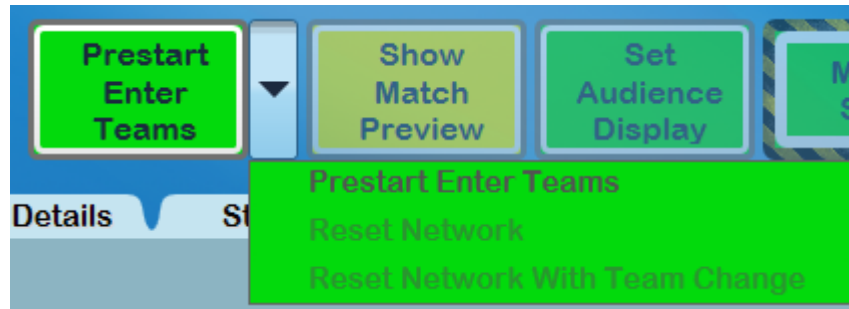 Prestart
Enter
Teams
Show
Match
Preview
Set
Audience
Display
Prestart Enter Teams
Reset Network
Reset Network With Team Change
Details